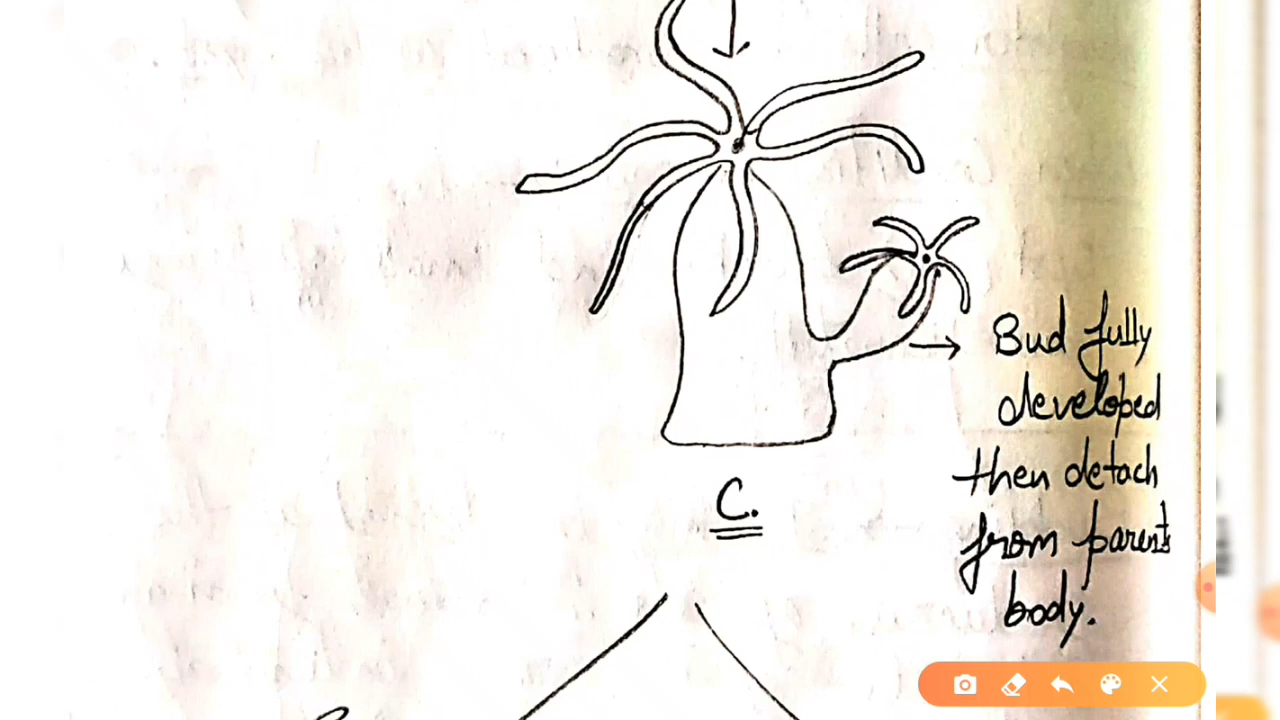 C.
Bud fully
developed
then detach
from parents
body.